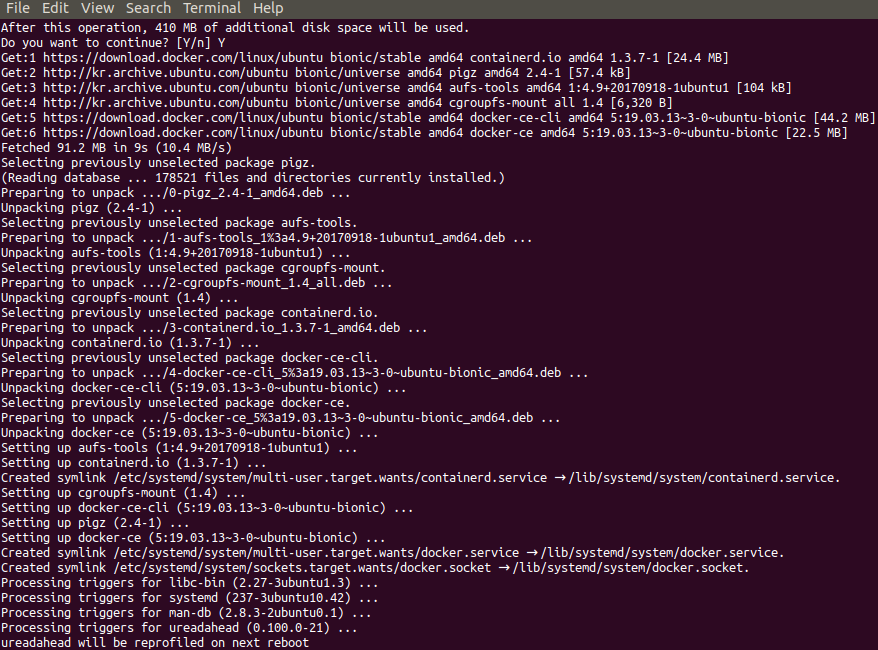 File Edit View Search Terminal Help
After this operation, 410 MB of additional disk space will be used.
Do you want to continue? [Y/n] Y
Get:1 https://download.docker.com/linux/ubuntu bionic/stable amd64 containerd.io amd64 1.3.7-1 [24.4 MB]
Get:2 http://kr.archive.ubuntu.com/ubuntu bionic/universe amd64 pigz amd64 2.4-1 [57.4 kB]
Get:3 http://kr.archive.ubuntu.com/ubuntu bionic/universe amd64 aufs-tools amd64 1:4.9+20170918-1ubuntu1 [104 kB]
Get:4 http://kr.archive.ubuntu.com/ubuntu bionic/universe amd64 cgroupfs-mount all 1.4 [6,320 B]
Get:5 https://download.docker.com/linux/ubuntu bionic/stable amd64 docker-ce-cli amd64 5:19.03.13~3-0~ubuntu-bionic [44.2 MB]
Get:6 https://download.docker.com/linux/ubuntu bionic/stable amd64 docker-ce amd64 5:19.03.13~3-0~ubuntu-bionic [22.5 MB]
Fetched 91.2 MB in 9s (10.4 MB/s)
Selecting previously unselected package pigz.
(Reading database ... 178521 files and directories currently installed.)
Preparing to unpack .../0-pigz_2.4-1_amd64.deb ...
Unpacking pigz (2.4-1) ...
Selecting previously unselected package aufs-tools.
Preparing to unpack .../1-aufs-tools_1%3a4.9+20170918-1ubuntu1_amd64.deb ...
Unpacking aufs-tools (1:4.9+20170918-1ubuntu1) ...
Selecting previously unselected package cgroupfs-mount.
Preparing to unpack .../2-cgroupfs-mount_1.4_all.deb ...
Unpacking cgroupfs-mount (1.4) ...
Selecting previously unselected package containerd.io.
Preparing to unpack .../3-containerd.io_1.3.7-1_amd64.deb ...
Unpacking containerd.io (1.3.7-1) ...
Selecting previously unselected package docker-ce-cli.
Preparing to unpack .../4-docker-ce-cli_5%3a19.03.13~3-0~ubuntu-bionic_amd64.deb ...
Unpacking docker-ce-cli (5:19.03.13~3-0~ubuntu-bionic) ...
Selecting previously unselected package docker-ce.
Preparing to unpack .../5-docker-ce_5%3a19.03.13~3-0~ubuntu-bionic_amd64.deb ...
Unpacking docker-ce (5:19.03.13~3-0~ubuntu-bionic) ...
Setting up aufs-tools (1:4.9+20170918-1ubuntu1) ...
Setting up containerd.io (1.3.7-1) ...
Created symlink /etc/systemd/system/multi-user.target.wants/containerd.service → /lib/systemd/system/containerd.service.
Setting up cgroupfs-mount (1.4) ...
Setting up docker-ce-cli (5:19.03.13~3-0~ubuntu-bionic) ...
Setting up pigz (2.4-1) ...
Setting up docker-ce (5:19.03.13~3-0~ubuntu-bionic) ...
Created symlink /etc/systemd/system/multi-user.target.wants/docker.service → /lib/systemd/system/docker.service.
Created symlink /etc/systemd/system/sockets.target.wants/docker.socket → /lib/systemd/system/docker.socket.
Processing triggers for libc-bin (2.27-3ubuntu1.3) ...
Processing triggers for systemd (237-3ubuntu10.42) ...
Processing triggers for man-db (2.8.3-2ubuntu0.1) ...
Processing triggers for ureadahead (0.100.0-21) ...
ureadahead will be reprofiled on next reboot